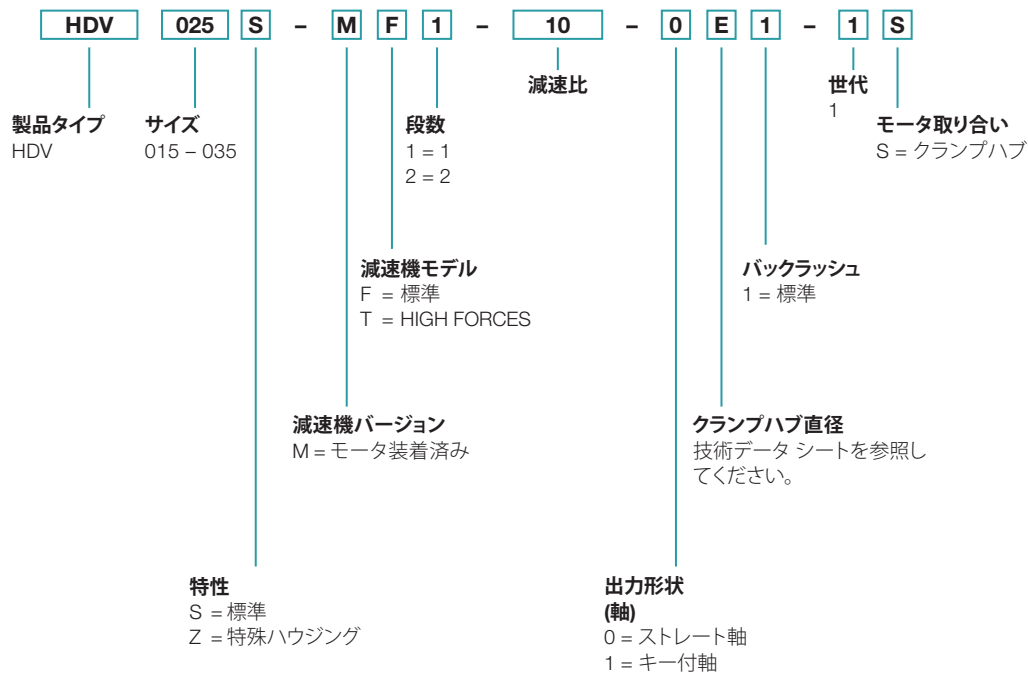 HDV 025 S – M F 1 – 10 – 0 E 1 – 1 S
製品タイプ
HDV
サイズ
015 – 035
段数
1 = 1
2 = 2
減速比
世代
1
モータ取り合い
S = クランプハブ
減速機モデル
F = 標準
T = HIGH FORCES
バックラッシュ
1 = 標準
減速機バージョン
M = モータ装着済み
クランプハブ直径
技術データ シートを参照し
てください。
特性
S = 標準
Z = 特殊ハウジング
出力形状
(軸)
0 = ストレート軸
1 = キー付軸